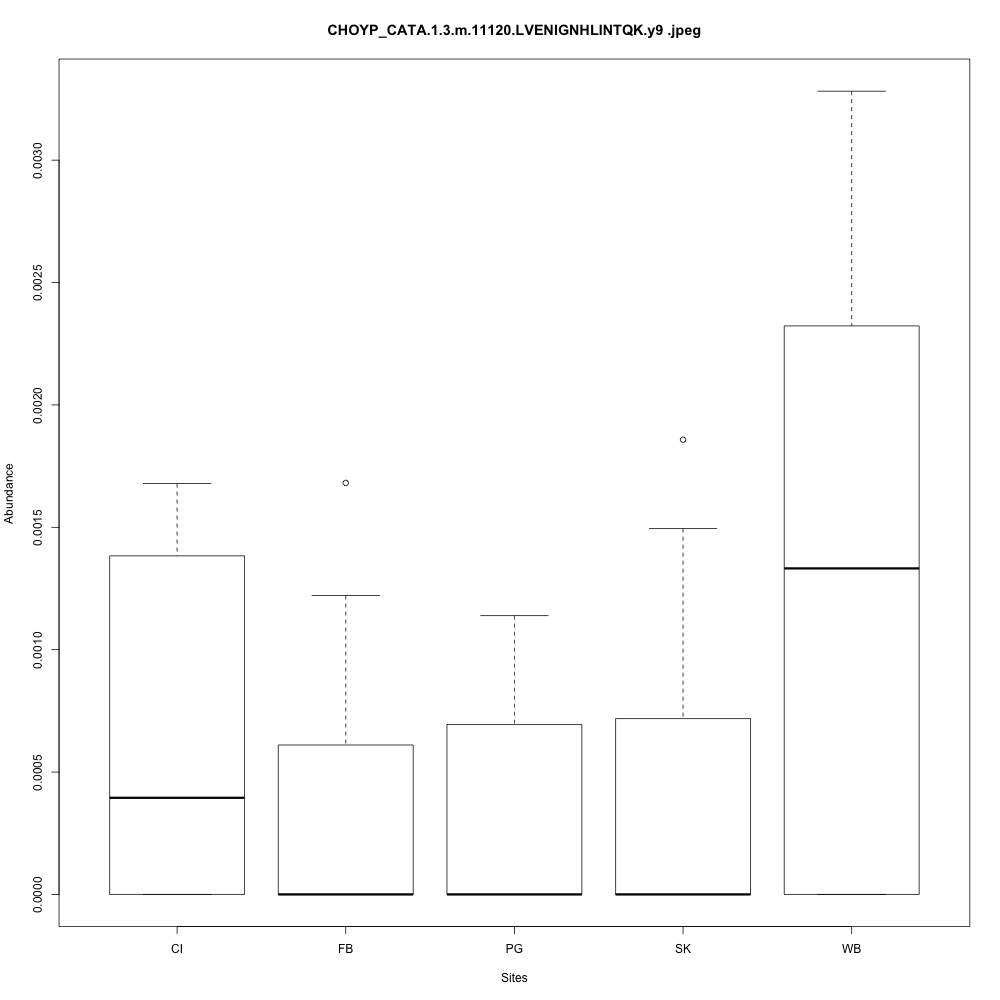 CHOYP_CATA.1.3.m.11120.LVENIGNHLINTQK.y9 .jpeg
0.0030
0.0025
0.0020
0.0015
0.0010
0.0005
0.0000
Abundance
CI FB PG SK WB
Sites